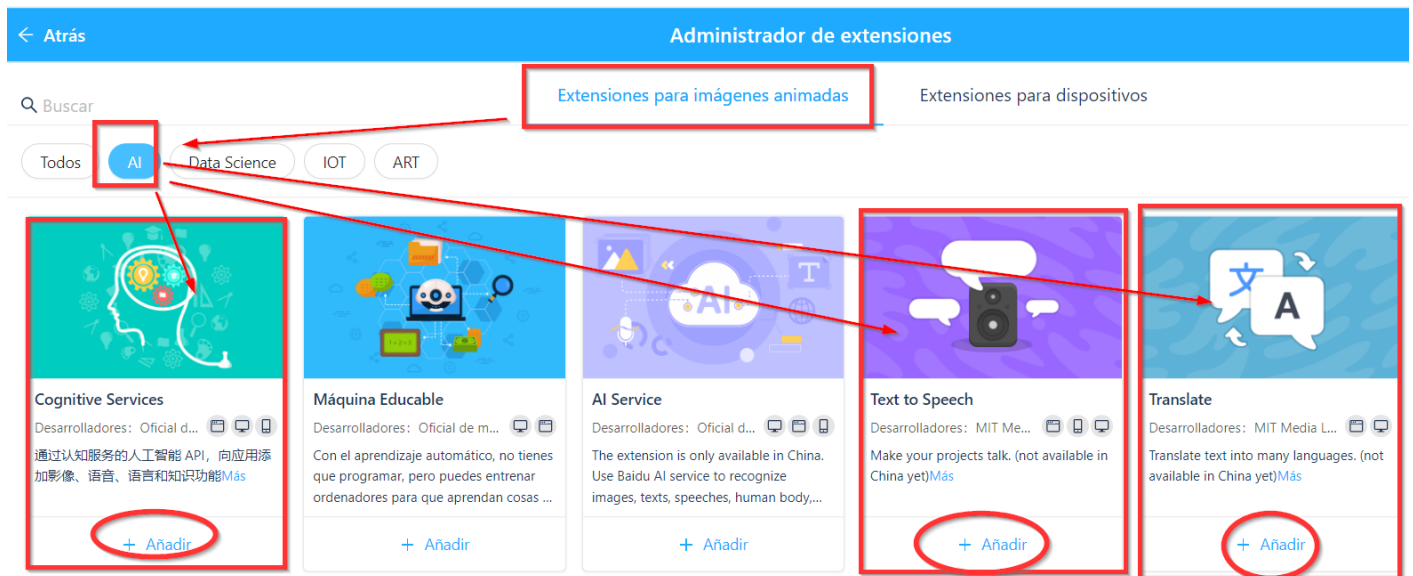 Atrás
Administrador de extensiones
Buscar
Extensiones para imágenes animadas
Extensiones para dispositivos
Todos
AI
Data Science
IOT
ART
文
A
AI
T
1+2=3
Cognitive Services
Desarrolladores: Oficial d...
通过认知服务的人工智能 API，向应用添
加影像、语音、语言和知识功能Más
+ Añadir
Máquina Educable
Desarrolladores: Oficial de m...
Con el aprendizaje automático, no tienes
que programar, pero puedes entrenar
ordenadores para que aprendan cosas ...
+ Añadir
AI Service
Desarrolladores: Oficial d...
The extension is only available in China.
Use Baidu AI service to recognize
images, texts, speeches, human body,...
+ Añadir
Text to Speech
Desarrolladores: MIT Me...
Make your projects talk. (not available in
China yet)Más
+ Añadir
Translate
Desarrolladores: MIT Media L...
Translate text into many languages. (not
available in China yet)Más
+ Añadir